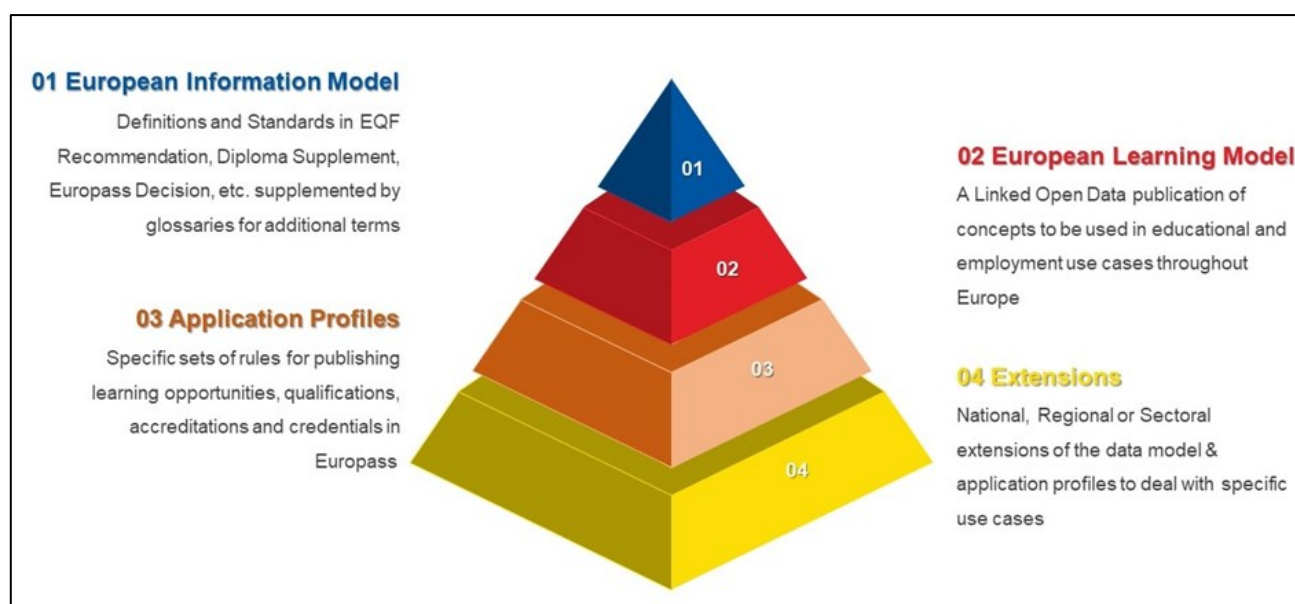 01 European Information Model
Definitions and Standards in EQF
Recommendation, Diploma Supplement,
Europass Decision, etc. supplemented by
glossaries for additional terms
03 Application Profiles
Specific sets of rules for publishing
learning opportunities, qualifications,
accreditations and credentials in
Europass
01
02
03
04
02 European Learning Model
A Linked Open Data publication of
concepts to be used in educational and
employment use cases throughout
Europe
04 Extensions
National, Regional or Sectoral
extensions of the data model &
application profiles to deal with specific
use cases